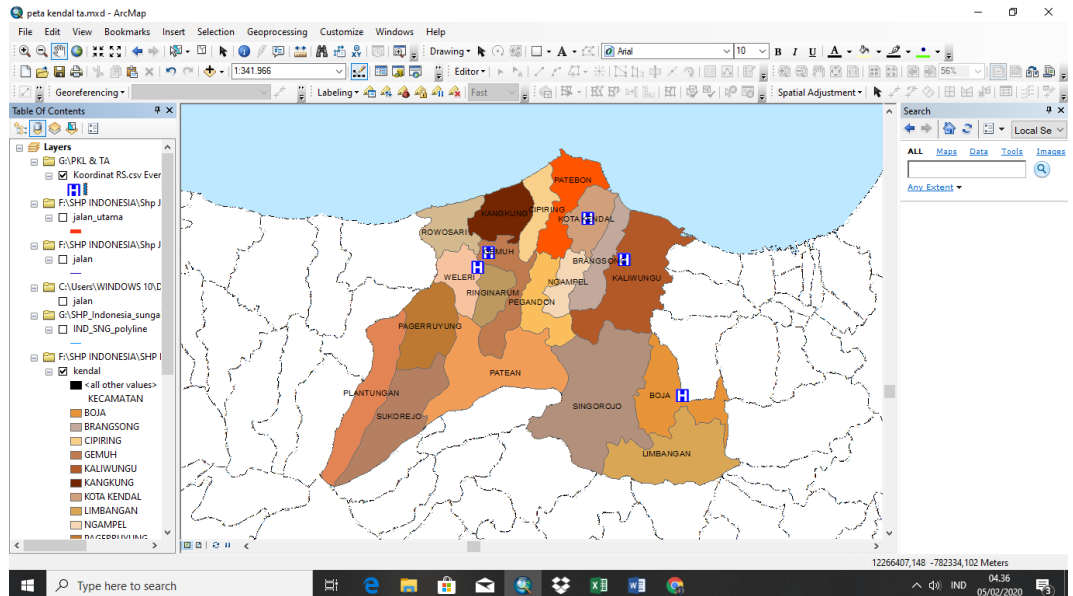 peta kendal ta.mxd - ArcMap
File Edit View Bookmarks Insert Selection Geoprocessing Customize Windows Help
Drawing Arial 10 B I U A
1:341.966 Editor 56%
Georeferencing Labeling Fast Spatial Adjustment
Table Of Contents
Layers
G:\PKL & TA
Koordinat RS.csv Ever
F:\SHP INDONESIA\Shp J
jalan_utama
F:\SHP INDONESIA\Shp J
jalan
C:\Users\WINDOWS 10\D
jalan
G:\SHP_Indonesia_sunga
IND_SNG_polyline
F:\SHP INDONESIA\SHP I
kendal
<all other values>
KECAMATAN
BOJA
BRANGSONG
CIPIRING
GEMUH
KALIWUNGU
KANGKUNG
KOTA KENDAL
LIMBANGAN
NGAMPEL
PAGERRUYUNG
PATEBON
KANGKUNG
CIPIRING
KOTA KENDAL
ROWOSARI
GEMUH
BRANGSONG
WELERI
NGAMPEL
KALIWUNGU
RINGINARUM
PEGANDON
PAGERRUYUNG
PATEAN
PLANTUNGAN
BOJA
SINGOROJO
SUKOREJO
LIMBANGAN
H
H
H
H
H
H
Search
Local Se
ALL Maps Data Tools Images
Any Extent
12266407,148 -782334,102 Meters
Type here to search
IND
04.36
05/02/2020
3